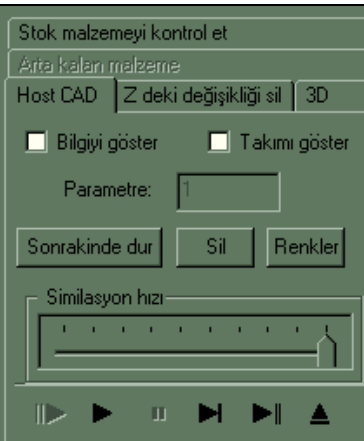 Stok malzemeyi kontrol et
Arta kalan malzeme
Host CAD Z deki değişikliği sil 3D
Bilgiyi göster Takımı göster
Parametre: 1
Sonrakinde dur Sil Renkler
Similasyon hızı